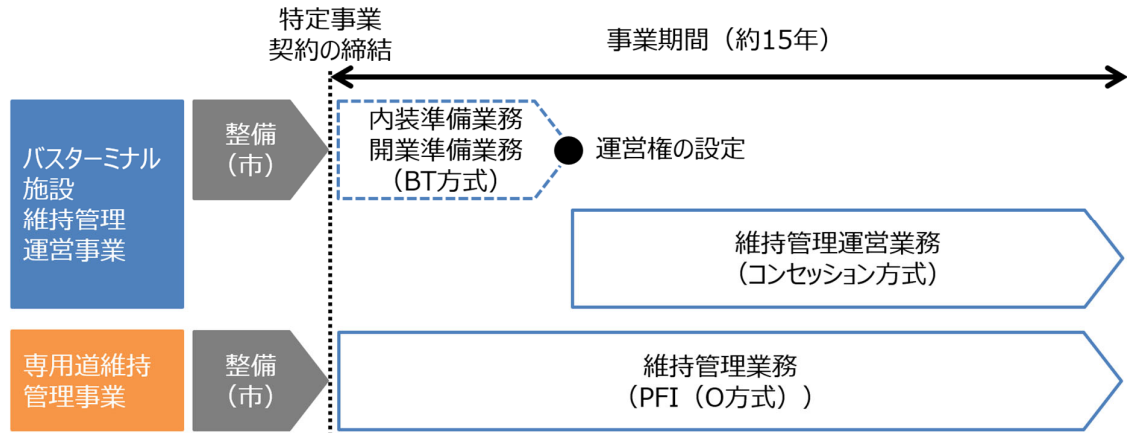 特定事業
契約の締結
事業期間（約15年）
バスターミナル
施設
維持管理
運営事業
整備
（市）
内装準備業務
開業準備業務
（BT方式）
運営権の設定
維持管理運営業務
（コンセッション方式）
専用道維持
管理事業
整備
（市）
維持管理業務
（PFI（O方式））